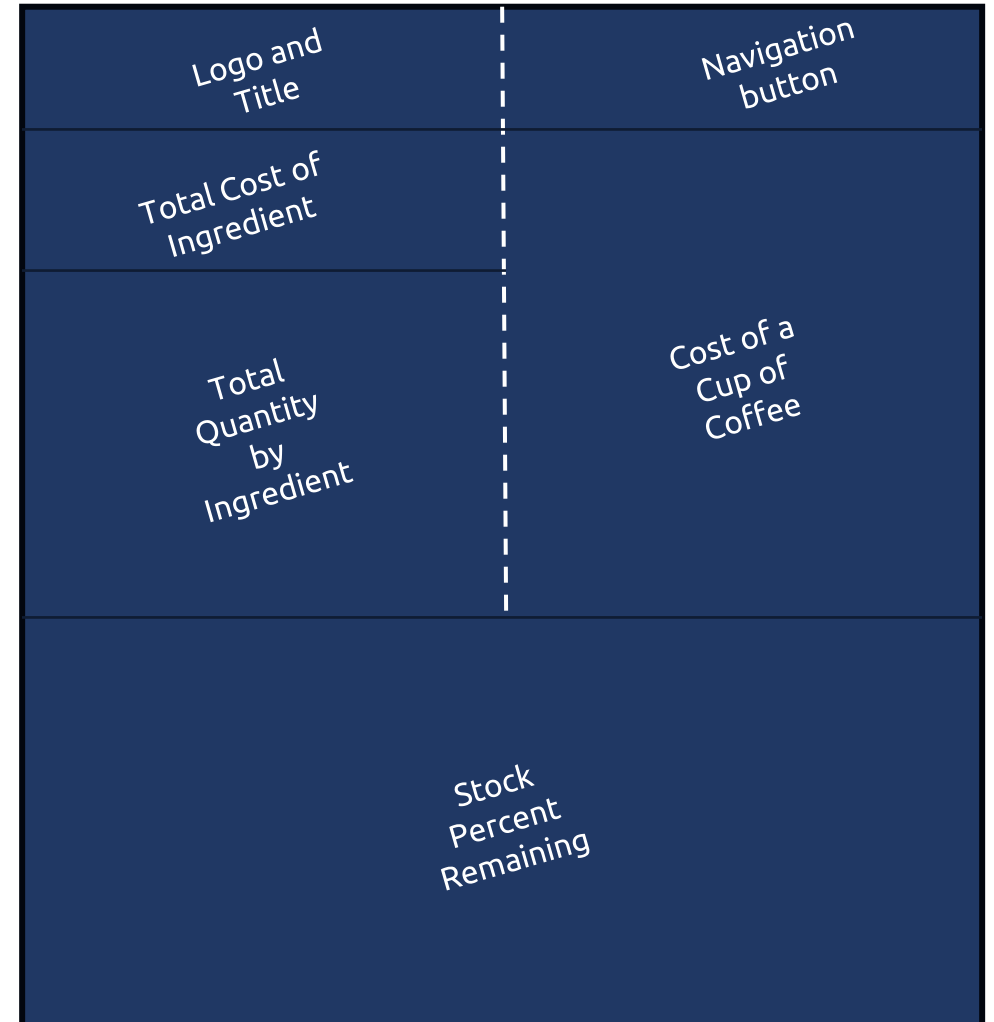 Logo and
Title
Navigation
button
Total Cost of
Ingredient
Total
Quantity
by
Ingredient
Cost of a
Cup of
Coffee
Stock
Percent
Remaining